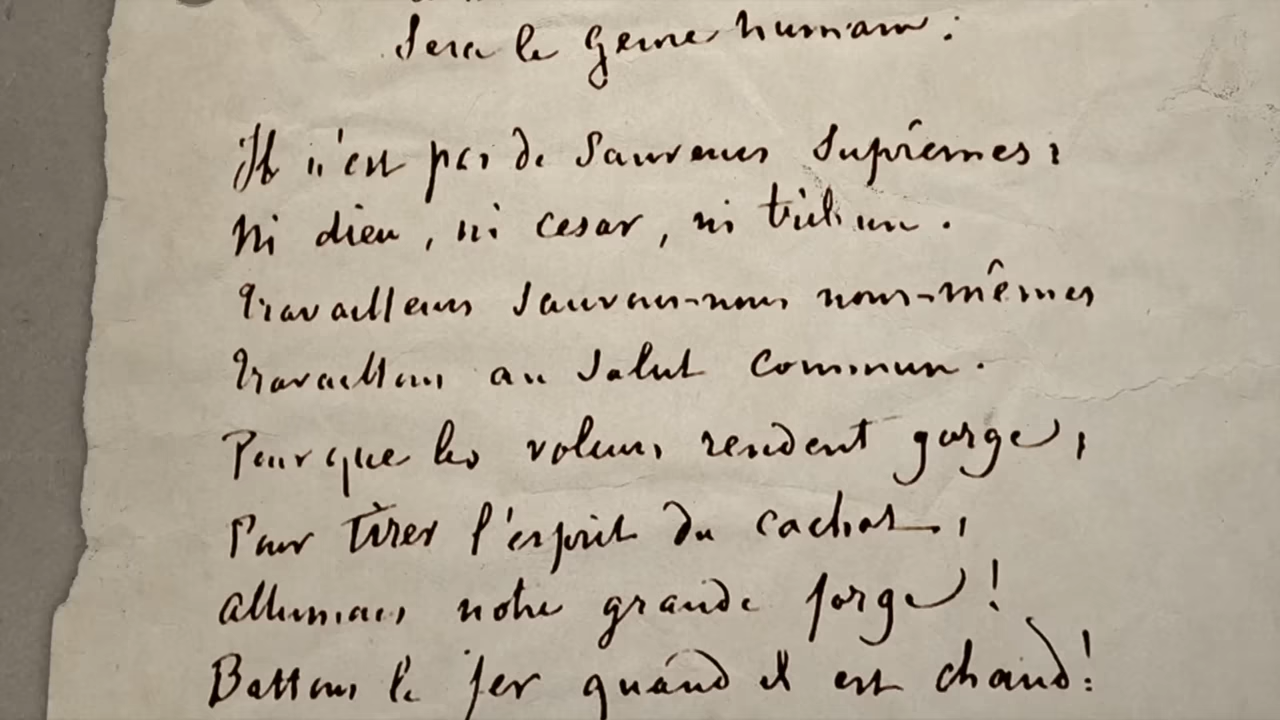 Sera le genre humain :
Il n'est pas de sauveurs suprêmes ;
Ni dieu, ni cesar, ni tribun.
Travailleurs sauvons-nous nous-mêmes
Travaillons au salut commun.
Pour que les voleurs rendent gorge,
Pour tirer l'esprit du cachot,
allumons notre grande forge !
Battons le fer quand il est chaud !